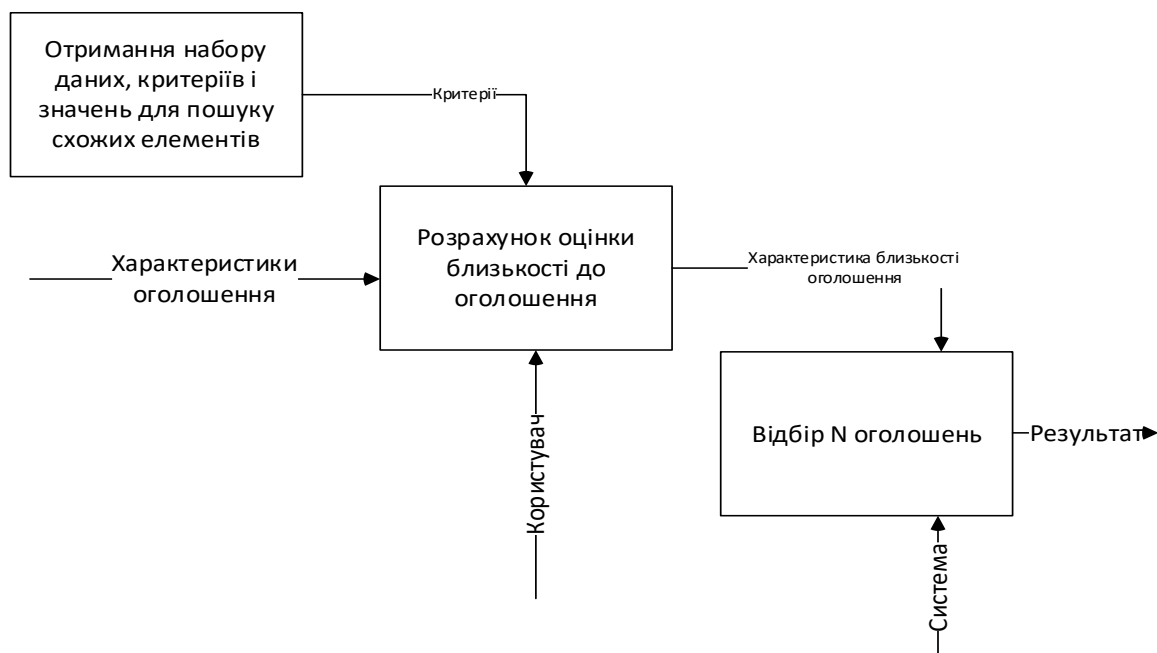 Отримання набору
даних, критеріїв і
значень для пошуку
схожих елементів
Критерії
Розрахунок оцінки
близькості до
оголошення
Характеристики
оголошення
Характеристика близькості
оголошення
Користувач
Відбір N оголошень
Результат
Система